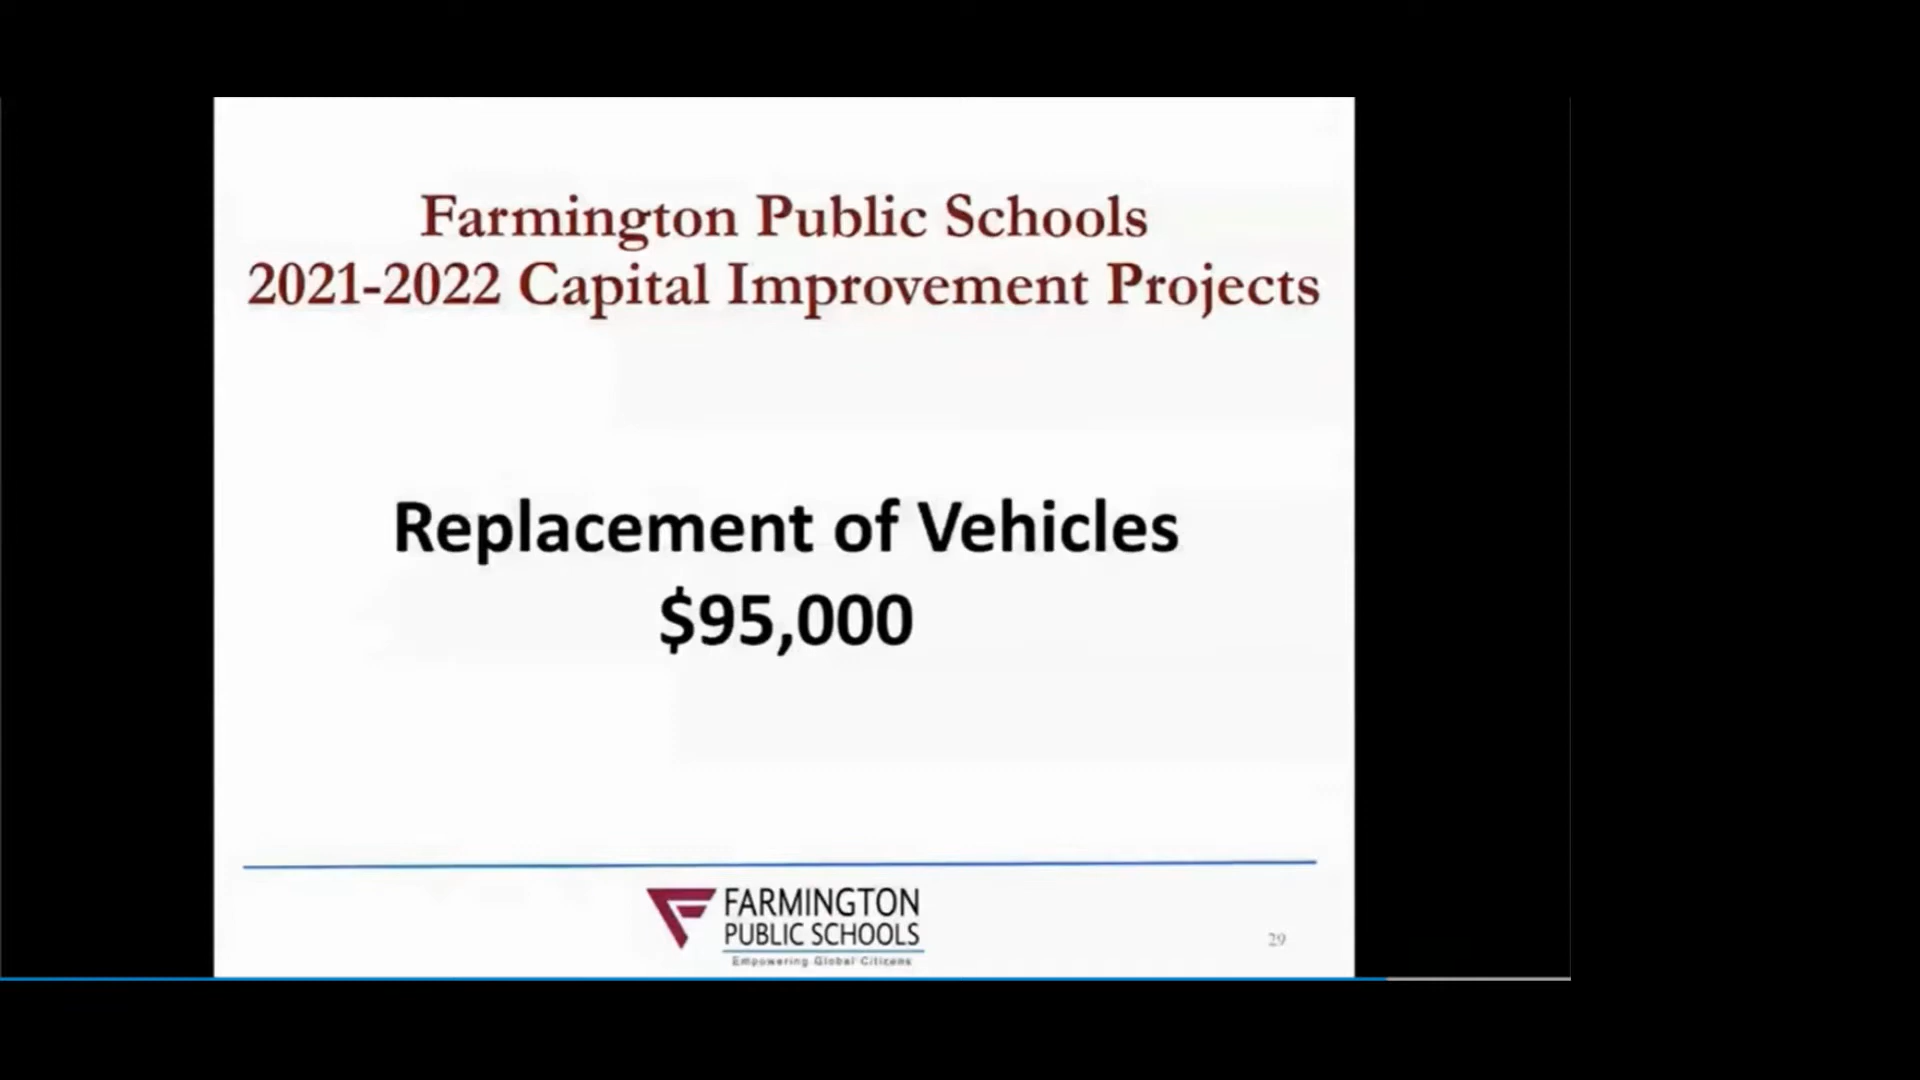 Farmington Public Schools
2021-2022 Capital Improvement Projects
Replacement of Vehicles
$95,000
FARMINGTON
PUBLIC SCHOOLS
Empowering Global Citizens
29